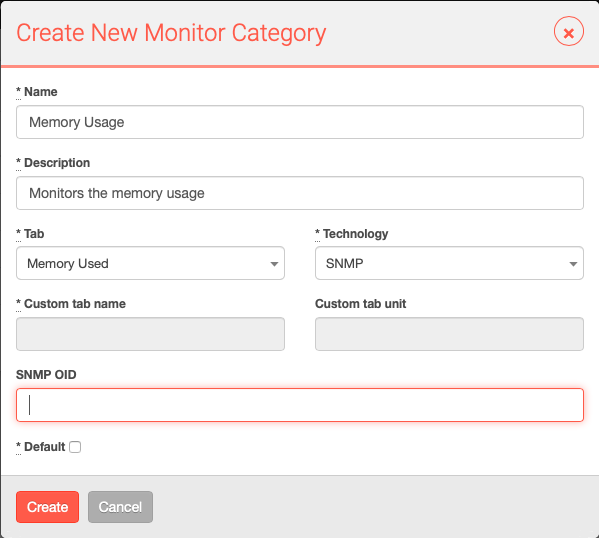 Create New Monitor Category
* Name
Memory Usage
* Description
Monitors the memory usage
* Tab
* Technology
Memory Used
SNMP
* Custom tab name
Custom tab unit
SNMP OID
* Default
Create
Cancel